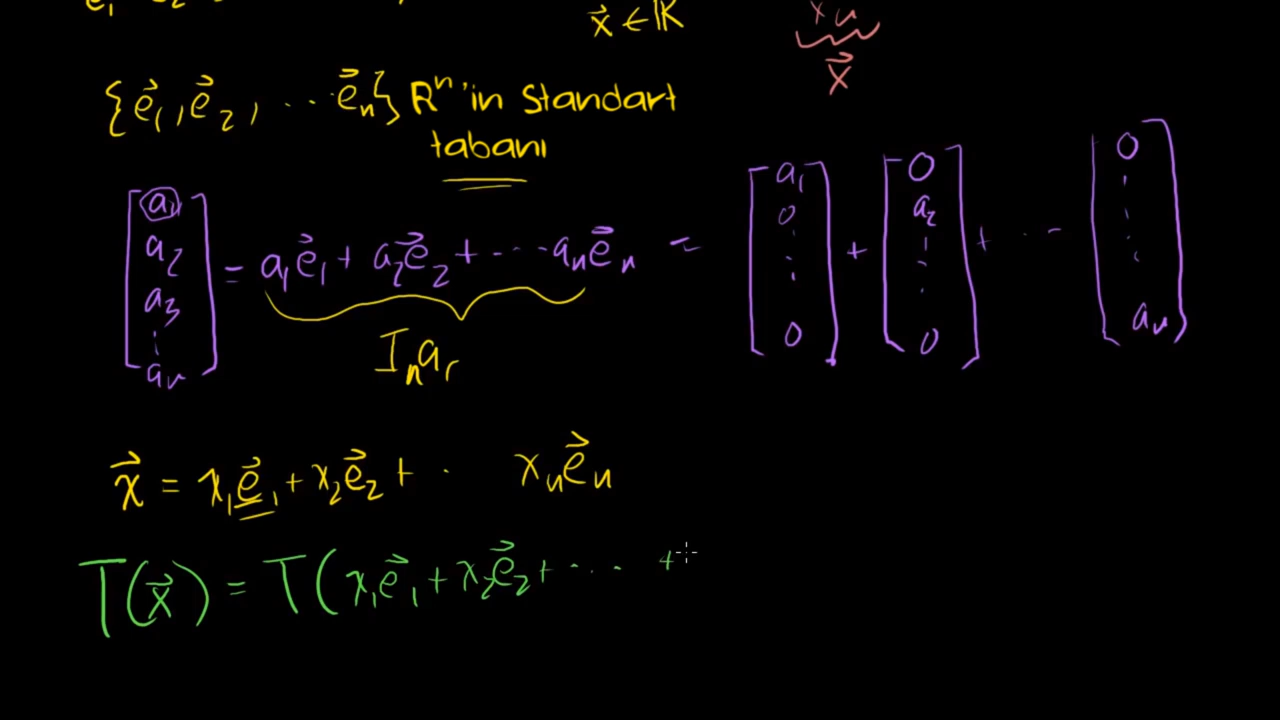 x⃗ ∈ ℝ
x⃗
{e⃗₁, e⃗₂, ... e⃗ₙ} Rⁿ'in Standart
tabanı
[a₁ a₂ a₃ ⋮ aₙ] = a₁e⃗₁ + a₂e⃗₂ + ... aₙe⃗ₙ = [a₁ 0 ⋮ 0] + [0 a₂ ⋮ 0] + ... [0 ⋮ aₙ]
x⃗ = x₁e⃗₁ + x₂e⃗₂ + . xₙe⃗ₙ
T(x⃗) = T(x₁e⃗₁ + x₂e⃗₂ + ... +